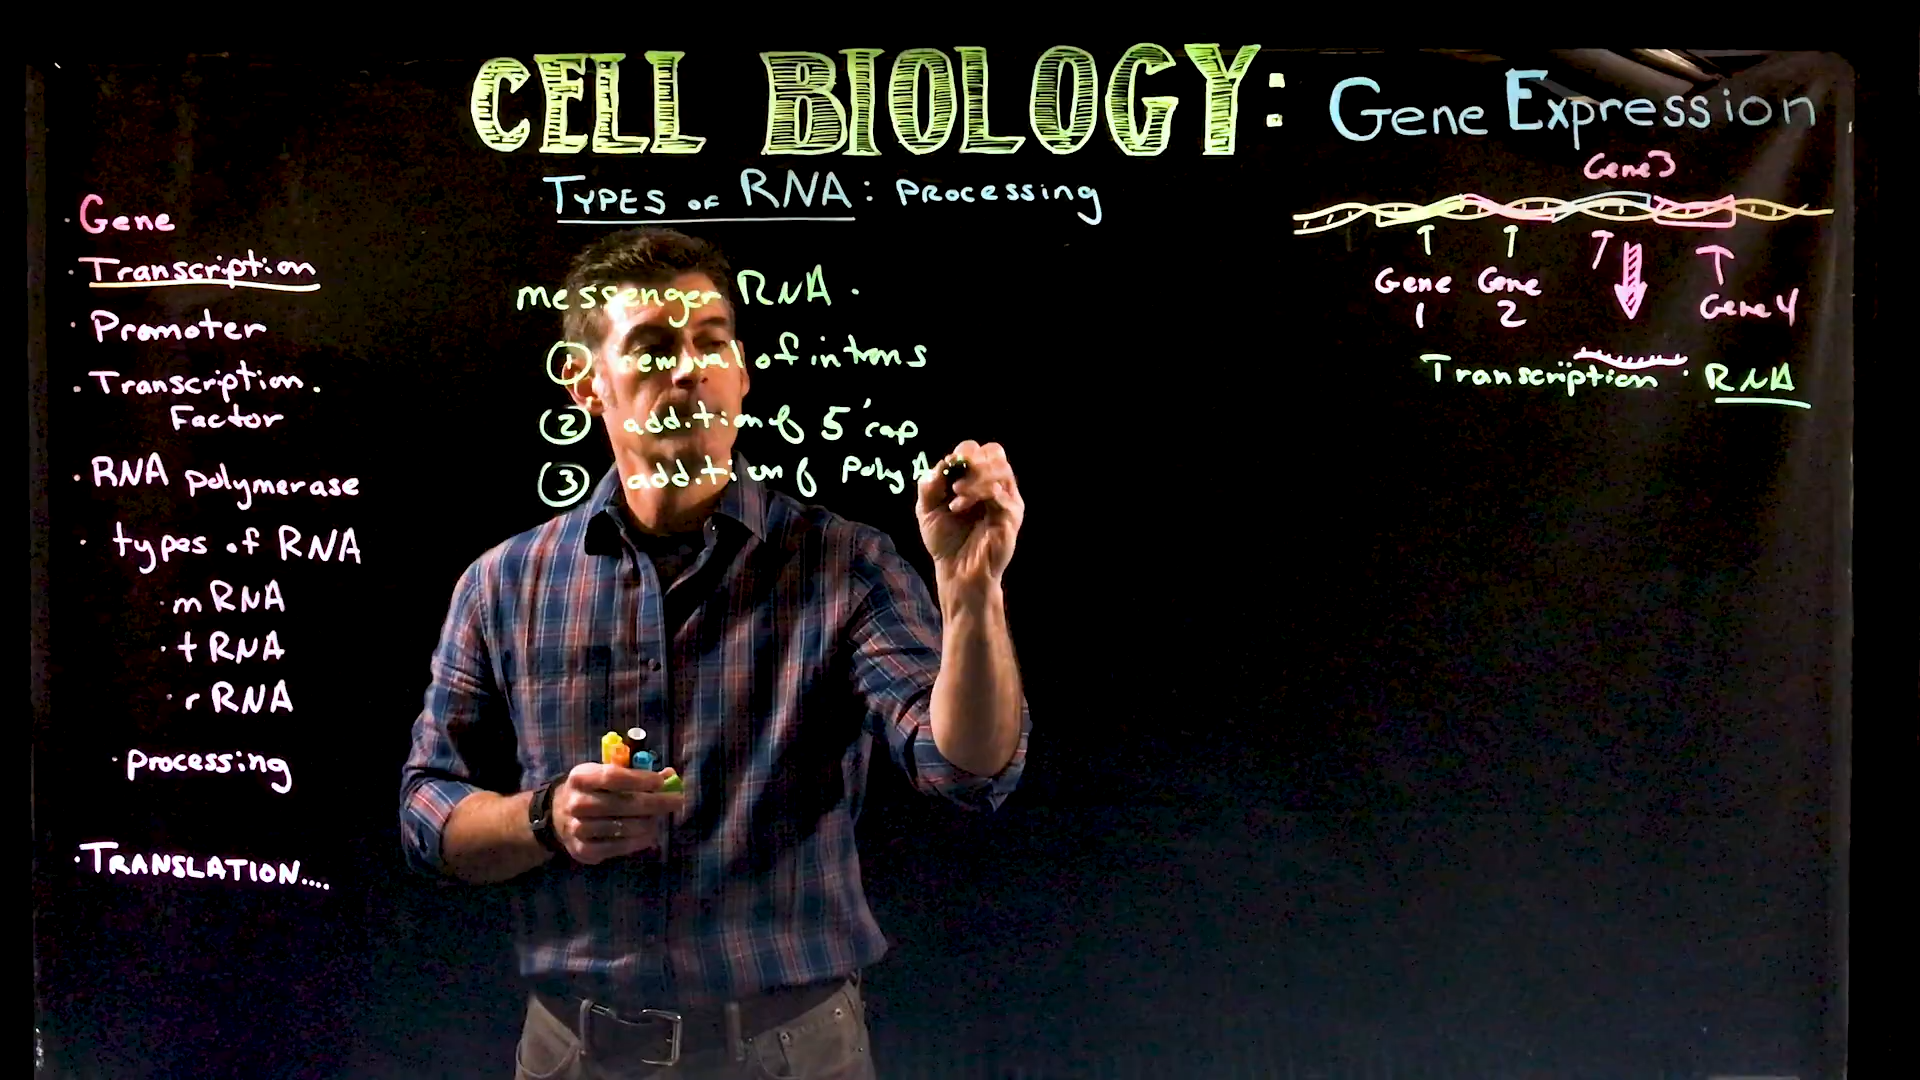 CELL BIOLOGY: Gene Expression
TYPES OF RNA: Processing
· Gene
· Transcription
· Promoter
· Transcription.
Factor
· RNA polymerase
· types of RNA
· mRNA
· tRNA
· rRNA
· processing
· TRANSLATION....
messenger RNA ·
① removal of introns
② addition of 5' cap
③ addition of Poly A
Gene 3
Gene
1
Gene
2
Gene 4
Transcription · RNA